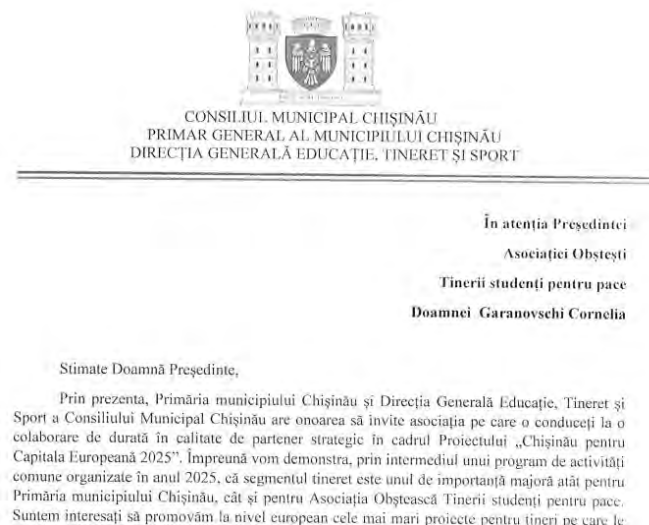 CONSILIUL MUNICIPAL CHIȘINĂU
PRIMAR GENERAL AL MUNICIPIULUI CHIȘINĂU
DIRECȚIA GENERALĂ EDUCAȚIE, TINERET ȘI SPORT
În atenția Președintei
Asociației Obștești
Tinerii studenți pentru pace
Doamnei Garanovschi Cornelia
Stimate Doamnă Președinte,
Prin prezenta, Primăria municipiului Chișinău și Direcția Generală Educație, Tineret și
Sport a Consiliului Municipal Chișinău are onoarea să invite asociația pe care o conduceți la o
colaborare de durată în calitate de partener strategic în cadrul Proiectului „Chișinău pentru
Capitala Europeană 2025”. Împreună vom demonstra, prin intermediul unui program de activități
comune organizate în anul 2025, că segmentul tineret este unul de importanță majoră atât pentru
Primăria municipiului Chișinău, cât și pentru Asociația Obștească Tinerii studenți pentru pace.
Suntem interesați să promovăm la nivel european cele mai mari proiecte pentru tineri pe care le